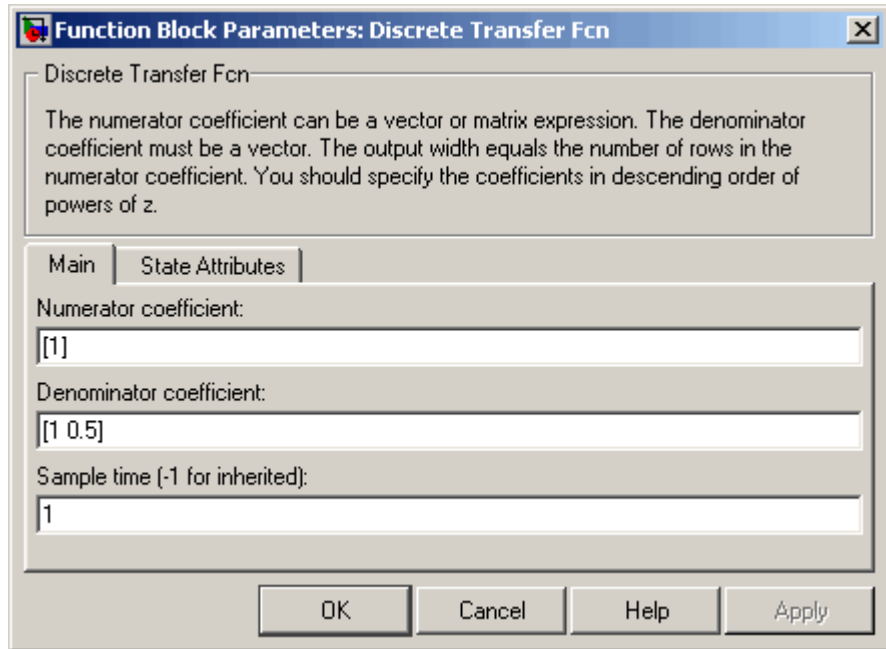 Function Block Parameters: Discrete Transfer Fcn
Discrete Transfer Fcn
The numerator coefficient can be a vector or matrix expression. The denominator
coefficient must be a vector. The output width equals the number of rows in the
numerator coefficient. You should specify the coefficients in descending order of
powers of z.
Main State Attributes
Numerator coefficient:
[1]
Denominator coefficient:
[1 0.5]
Sample time (-1 for inherited):
1
OK Cancel Help Apply